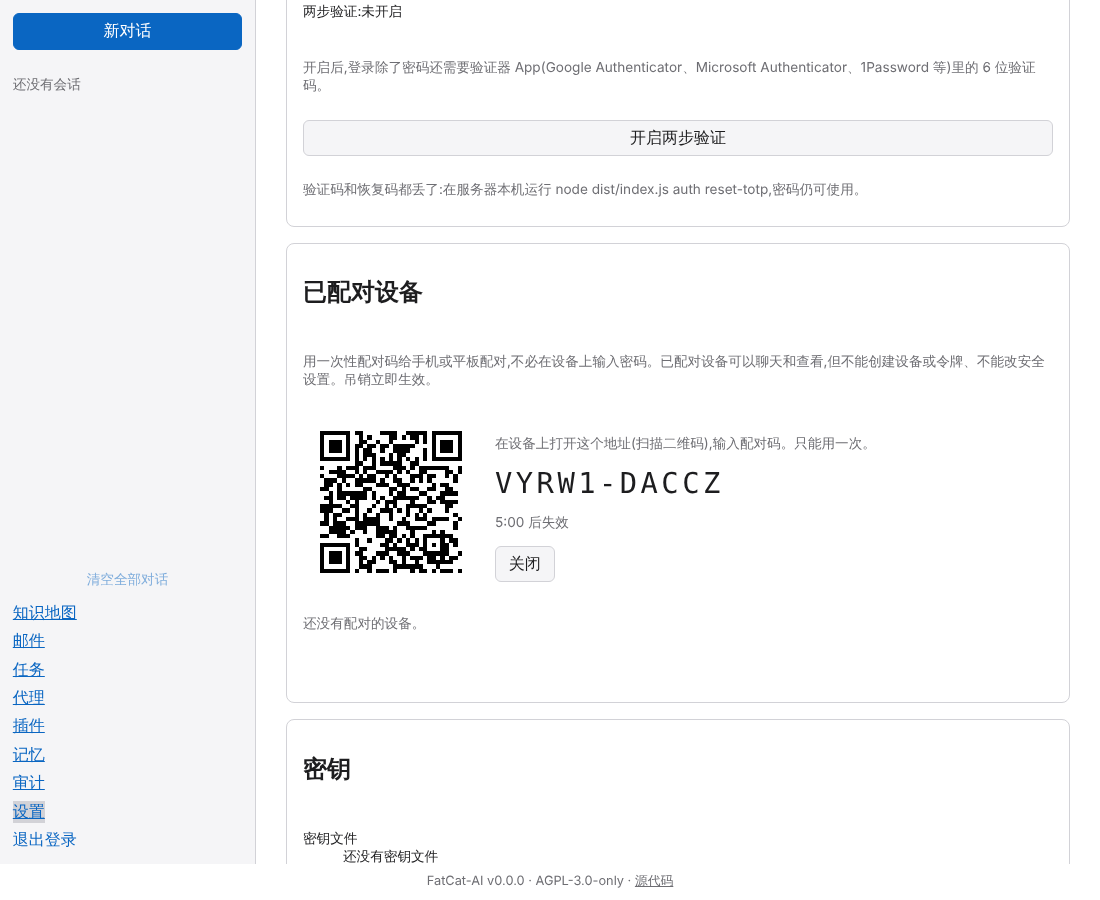 新对话
还没有会话
清空全部对话
知识地图
邮件
任务
代理
插件
记忆
审计
设置
退出登录
两步验证:未开启
开启后,登录除了密码还需要验证器 App(Google Authenticator、Microsoft Authenticator、1Password 等)里的 6 位验证
码。
开启两步验证
验证码和恢复码都丢了:在服务器本机运行 node dist/index.js auth reset-totp,密码仍可使用。
已配对设备
用一次性配对码给手机或平板配对,不必在设备上输入密码。已配对设备可以聊天和查看,但不能创建设备或令牌、不能改安全
设置。吊销立即生效。
在设备上打开这个地址(扫描二维码),输入配对码。只能用一次。
VYRW1-DACCZ
5:00 后失效
关闭
还没有配对的设备。
密钥
密钥文件
还没有密钥文件
FatCat-AI v0.0.0 · AGPL-3.0-only · 源代码